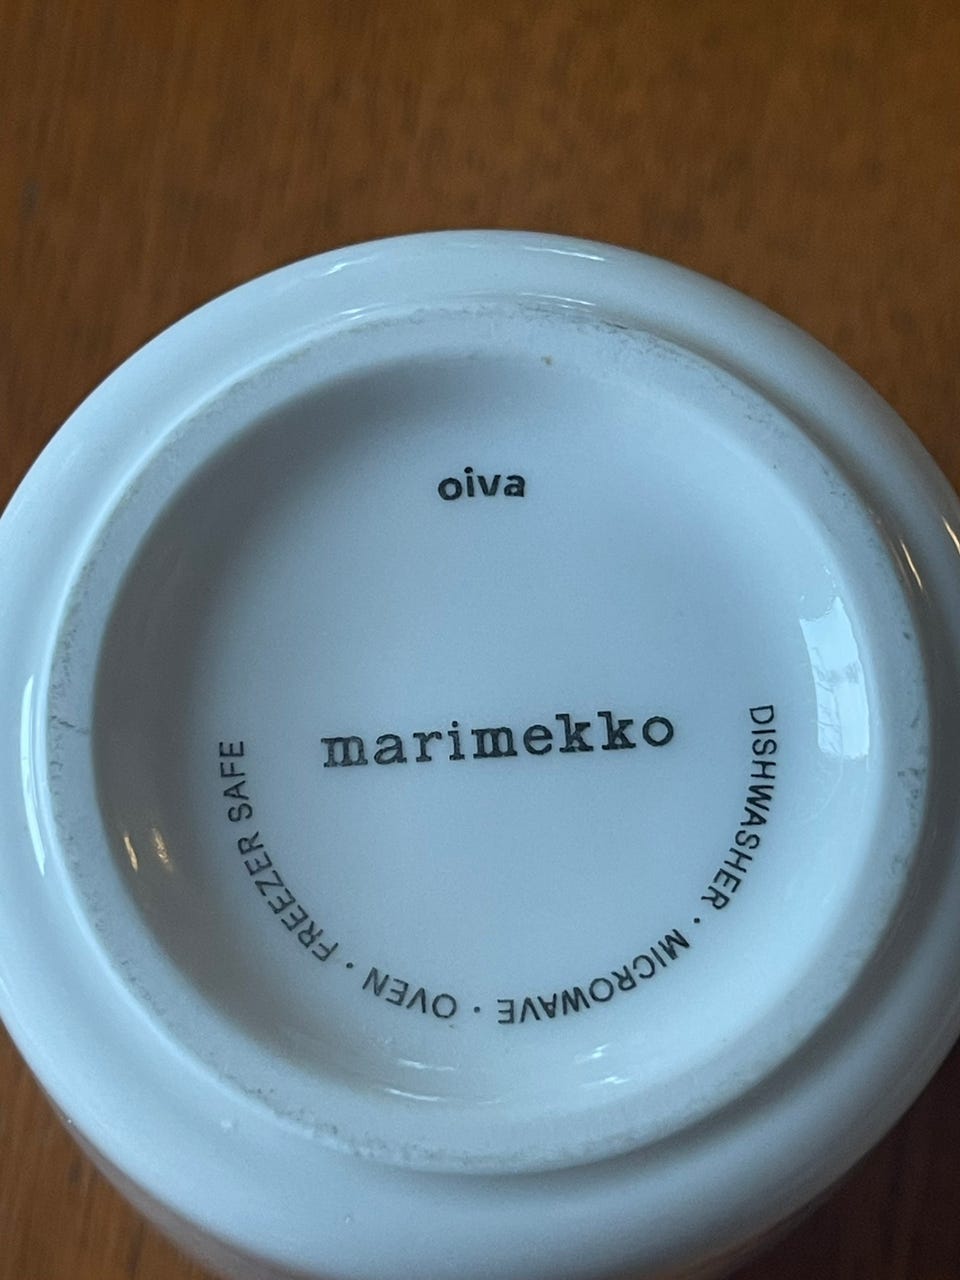 oiva
marimekko
DISHWASHER · MICROWAVE · OVEN · FREEZER SAFE